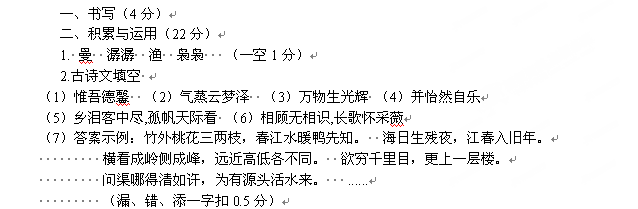 一、书写（4 分）
二、积累与运用（22 分）
1. 曼 潺潺 渔 袅袅 （一空 1 分）
2.古诗文填空
（1）惟吾德馨 （2）气蒸云梦泽 （3）万物生光辉 （4）并怡然自乐
（5）乡泪客中尽,孤帆天际看 （6）相顾无相识,长歌怀采薇
（7）答案示例：竹外桃花三两枝，春江水暖鸭先知。 海日生残夜，江春入旧年。
横看成岭侧成峰，远近高低各不同。 欲穷千里目，更上一层楼。
问渠哪得清如许，为有源头活水来。 ......
（漏、错、添一字扣 0.5 分）